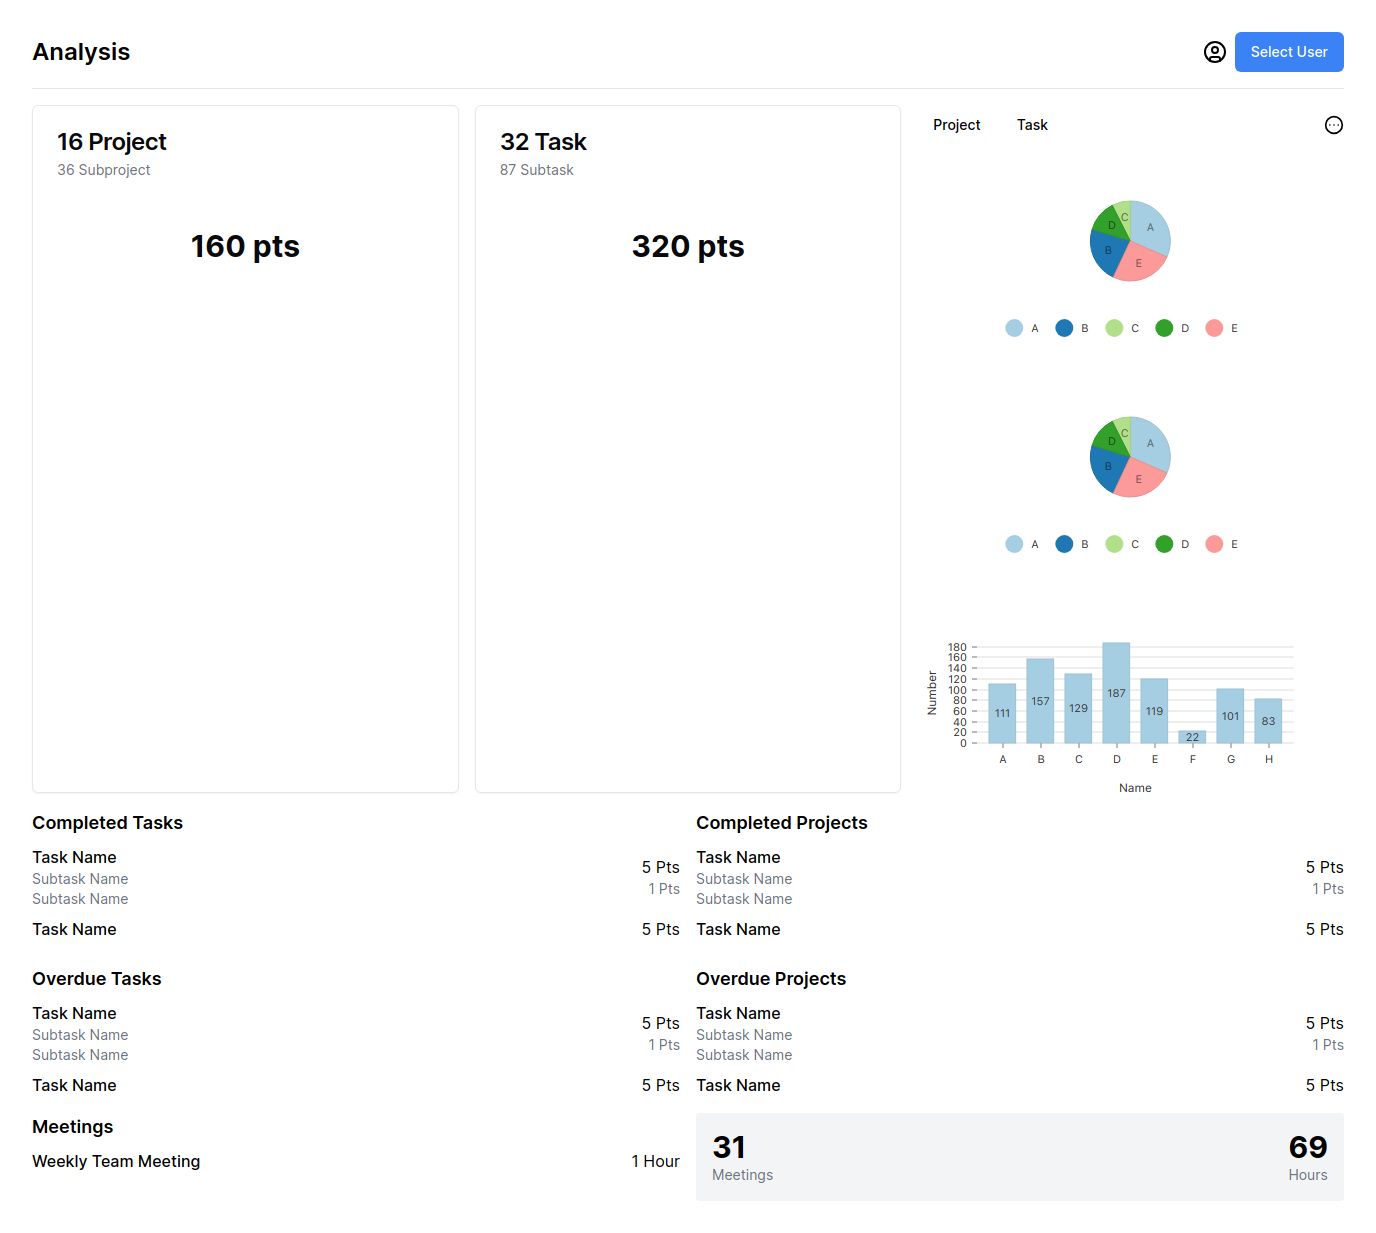 Analysis
Select User
16 Project
36 Subproject
160 pts
32 Task
87 Subtask
320 pts
Project Task
A
B
C
D
E
A B C D E
A
B
C
D
E
A B C D E
Number
180
160
140
120
100
80
60
40
20
0
111 157 129 187 119 22 101 83
A B C D E F G H
Name
Completed Tasks
Task Name
5 Pts
Subtask Name
1 Pts
Subtask Name
Task Name 5 Pts
Completed Projects
Task Name
5 Pts
Subtask Name
1 Pts
Subtask Name
Task Name 5 Pts
Overdue Tasks
Task Name
5 Pts
Subtask Name
1 Pts
Subtask Name
Task Name 5 Pts
Overdue Projects
Task Name
5 Pts
Subtask Name
1 Pts
Subtask Name
Task Name 5 Pts
Meetings
Weekly Team Meeting 1 Hour
31 69
Meetings Hours